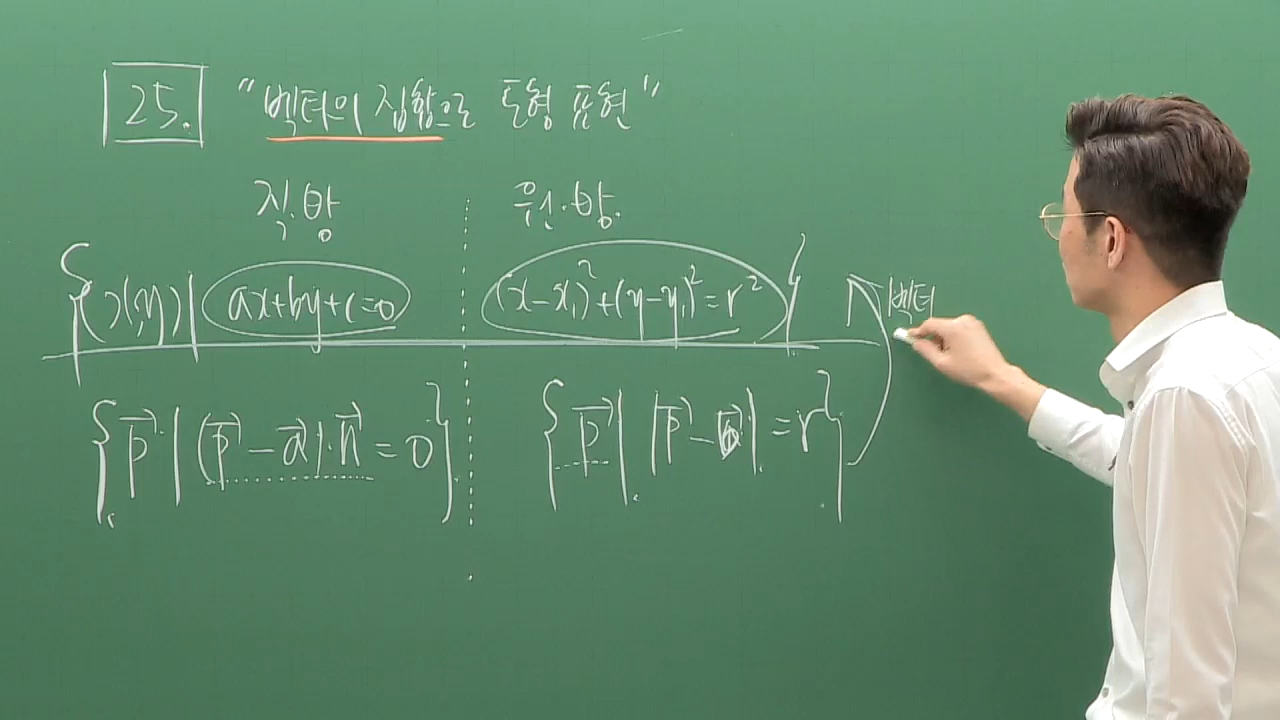 25. "벡터의 집합으로 도형 표현"
직.방 원.방.
{(x,y) | ax+by+c=0 (x-x₁)²+(y-y₁)²=r² }
벡터
{p⃗ | (p⃗-a⃗)·n⃗=0} {p⃗ | |p⃗-a⃗|=r}